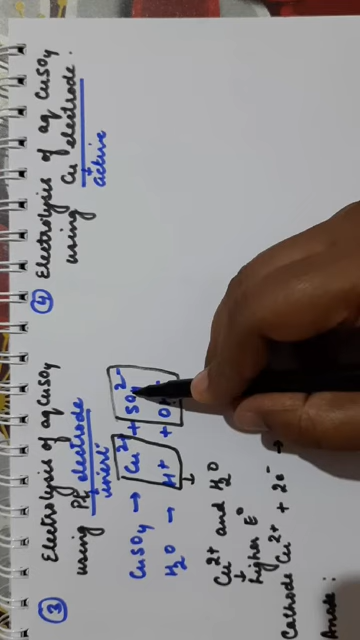 ③ Electrolysis of aq CuSO4
using Pt electrode
inert
CuSO4 → Cu2+ + SO4 2-
H2O → H+ +
Cu2+ and H2O
higher E°
Cathode Cu2+ + 2e- →
Anode:
④ Electrolysis of aq CuSO4
using Cu electrode.
active